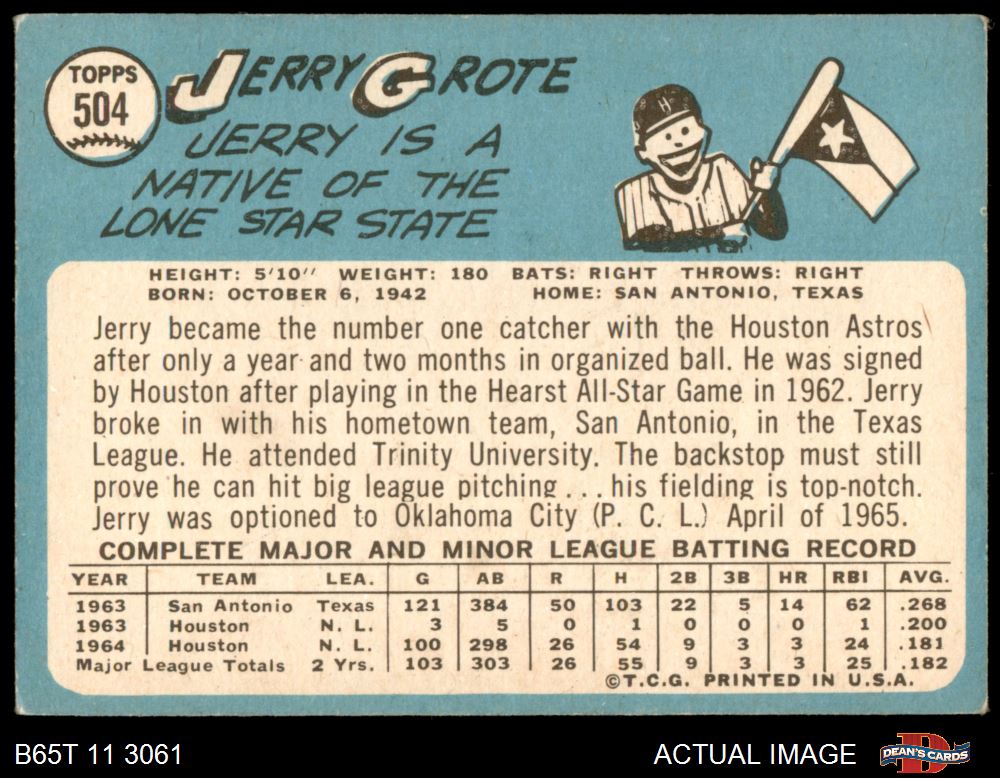 TOPPS
504
JERRY GROTE
JERRY IS A
NATIVE OF THE
LONE STAR STATE
H
HEIGHT: 5'10" WEIGHT: 180 BATS: RIGHT THROWS: RIGHT
BORN: OCTOBER 6, 1942 HOME: SAN ANTONIO, TEXAS
Jerry became the number one catcher with the Houston Astros
after only a year and two months in organized ball. He was signed
by Houston after playing in the Hearst All-Star Game in 1962. Jerry
broke in with his hometown team, San Antonio, in the Texas
League. He attended Trinity University. The backstop must still
prove he can hit big league pitching . . . his fielding is top-notch.
Jerry was optioned to Oklahoma City (P. C. L.) April of 1965.
COMPLETE MAJOR AND MINOR LEAGUE BATTING RECORD
YEAR TEAM LEA. G AB R H 2B 3B HR RBI AVG.
1963 San Antonio Texas 121 384 50 103 22 5 14 62 .268
1963 Houston N. L. 3 5 0 1 0 0 0 1 .200
1964 Houston N. L. 100 298 26 54 9 3 3 24 .181
Major League Totals 2 Yrs. 103 303 26 55 9 3 3 25 .182
©T.C.G. PRINTED IN U.S.A.
B65T 11 3061 ACTUAL IMAGE DEAN'S CARDS